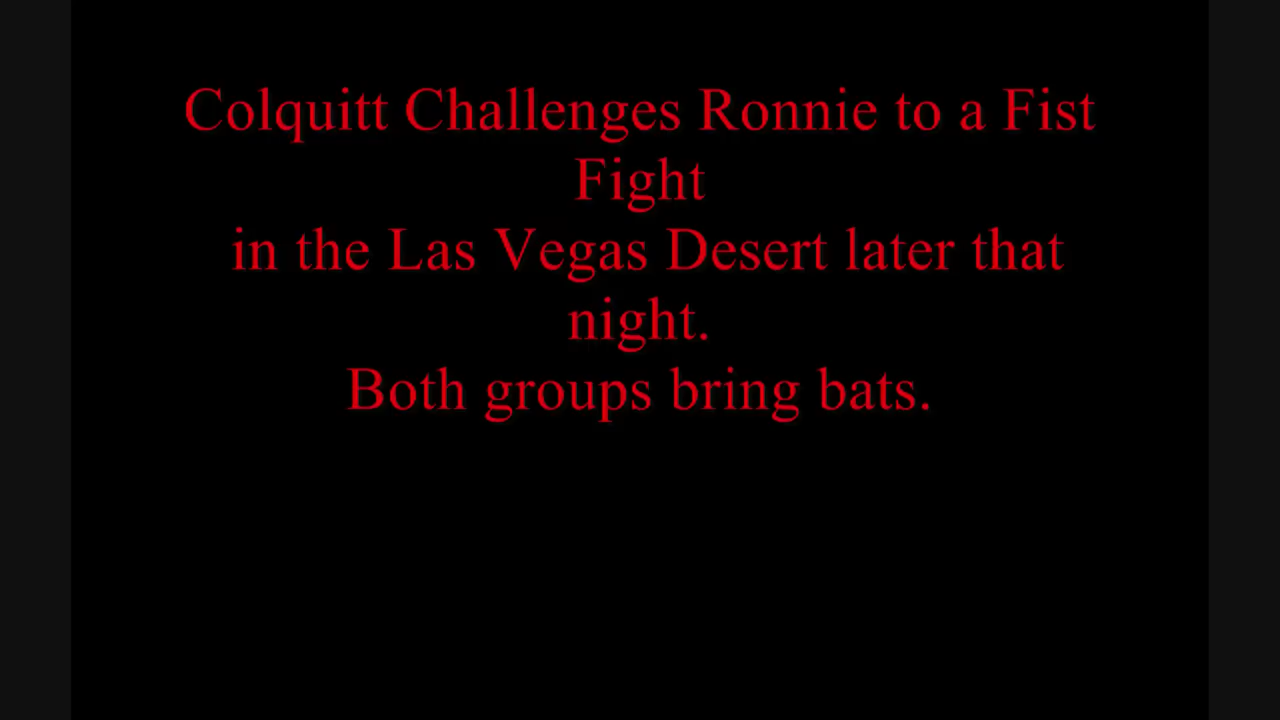 Colquitt Challenges Ronnie to a Fist
Fight
in the Las Vegas Desert later that
night.
Both groups bring bats.